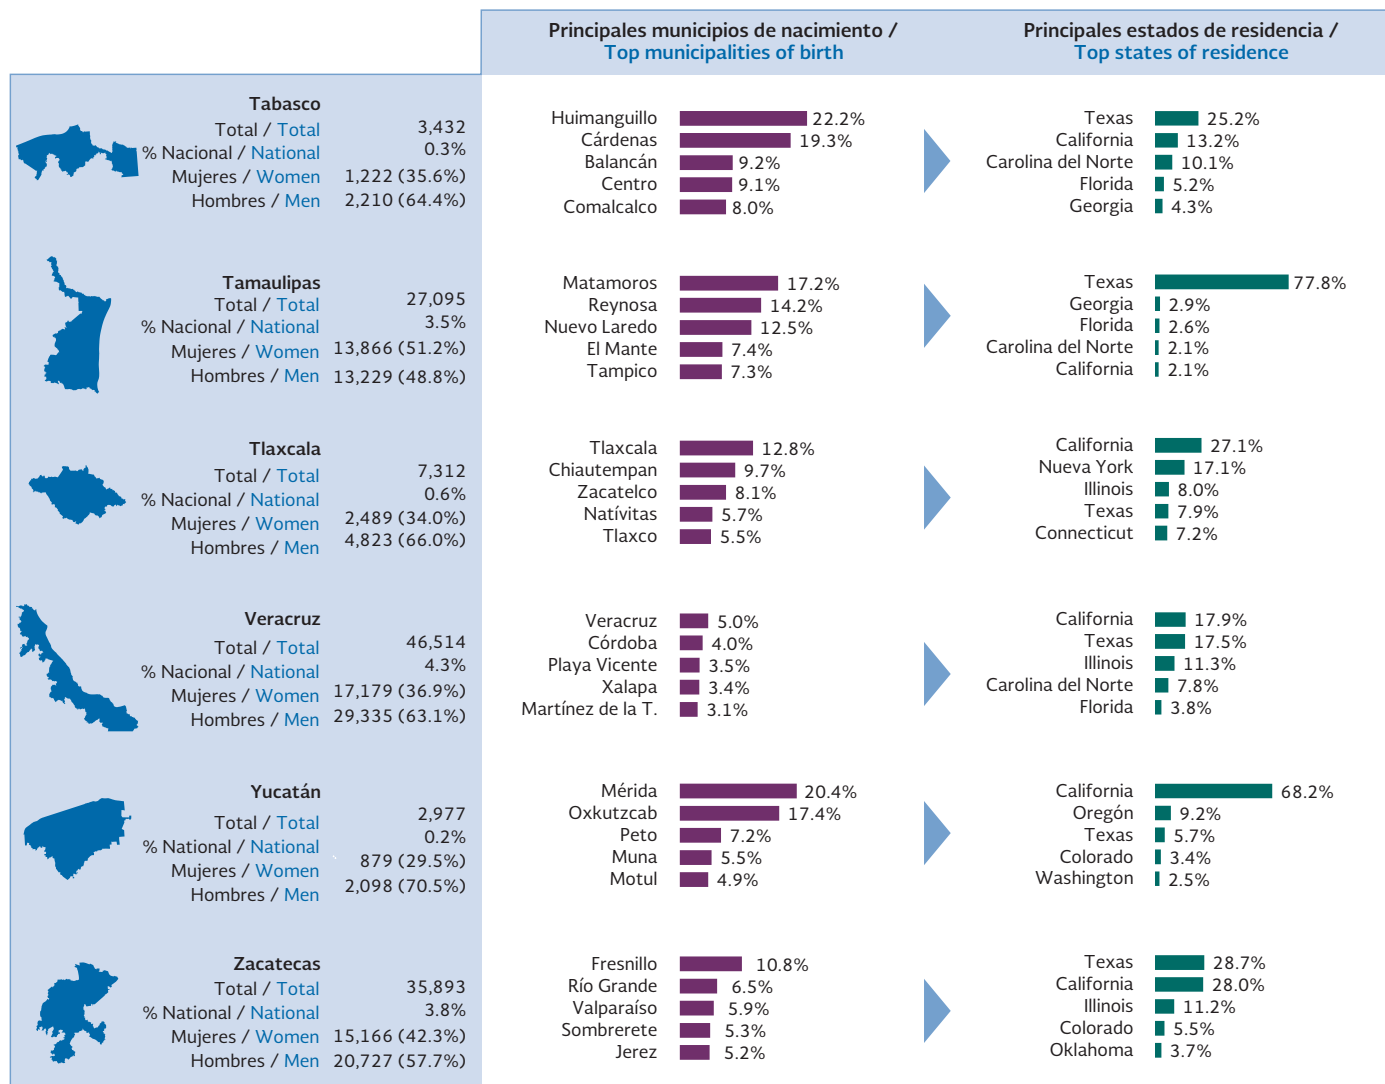 Principales municipios de nacimiento /
Top municipalities of birth
Principales estados de residencia /
Top states of residence
Tabasco
Total / Total 3,432
% Nacional / National 0.3%
Mujeres / Women 1,222 (35.6%)
Hombres / Men 2,210 (64.4%)
Huimanguillo 22.2%
Cárdenas 19.3%
Balancán 9.2%
Centro 9.1%
Comalcalco 8.0%
Texas 25.2%
California 13.2%
Carolina del Norte 10.1%
Florida 5.2%
Georgia 4.3%
Tamaulipas
Total / Total 27,095
% Nacional / National 3.5%
Mujeres / Women 13,866 (51.2%)
Hombres / Men 13,229 (48.8%)
Matamoros 17.2%
Reynosa 14.2%
Nuevo Laredo 12.5%
El Mante 7.4%
Tampico 7.3%
Texas 77.8%
Georgia 2.9%
Florida 2.6%
Carolina del Norte 2.1%
California 2.1%
Tlaxcala
Total / Total 7,312
% Nacional / National 0.6%
Mujeres / Women 2,489 (34.0%)
Hombres / Men 4,823 (66.0%)
Tlaxcala 12.8%
Chiautempan 9.7%
Zacatelco 8.1%
Natívitas 5.7%
Tlaxco 5.5%
California 27.1%
Nueva York 17.1%
Illinois 8.0%
Texas 7.9%
Connecticut 7.2%
Veracruz
Total / Total 46,514
% Nacional / National 4.3%
Mujeres / Women 17,179 (36.9%)
Hombres / Men 29,335 (63.1%)
Veracruz 5.0%
Córdoba 4.0%
Playa Vicente 3.5%
Xalapa 3.4%
Martínez de la T. 3.1%
California 17.9%
Texas 17.5%
Illinois 11.3%
Carolina del Norte 7.8%
Florida 3.8%
Yucatán
Total / Total 2,977
% National / National 0.2%
Mujeres / Women 879 (29.5%)
Hombres / Men 2,098 (70.5%)
Mérida 20.4%
Oxkutzcab 17.4%
Peto 7.2%
Muna 5.5%
Motul 4.9%
California 68.2%
Oregón 9.2%
Texas 5.7%
Colorado 3.4%
Washington 2.5%
Zacatecas
Total / Total 35,893
% National / National 3.8%
Mujeres / Women 15,166 (42.3%)
Hombres / Men 20,727 (57.7%)
Fresnillo 10.8%
Río Grande 6.5%
Valparaíso 5.9%
Sombrerete 5.3%
Jerez 5.2%
Texas 28.7%
California 28.0%
Illinois 11.2%
Colorado 5.5%
Oklahoma 3.7%